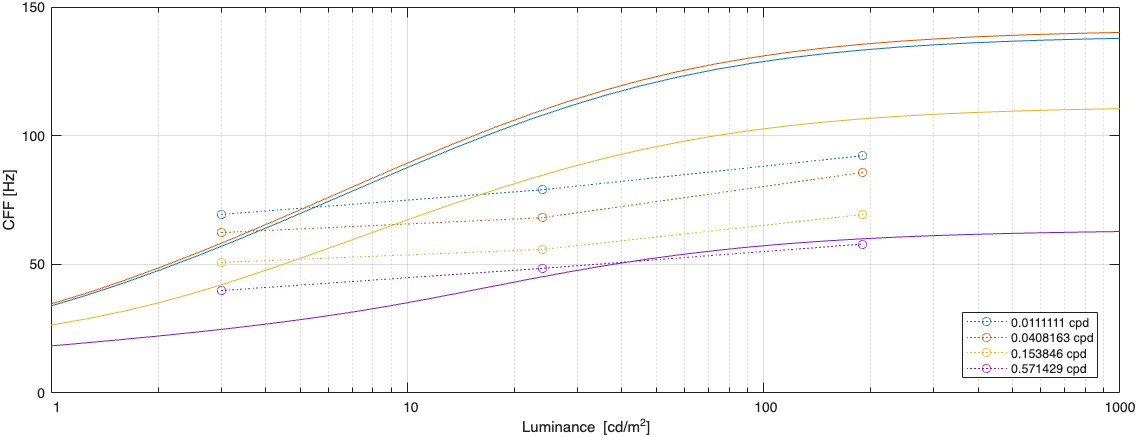 150
100
50
0
CFF [Hz]
1
10
100
1000
Luminance [cd/m²]
0.0111111 cpd
0.0408163 cpd
0.153846 cpd
0.571429 cpd